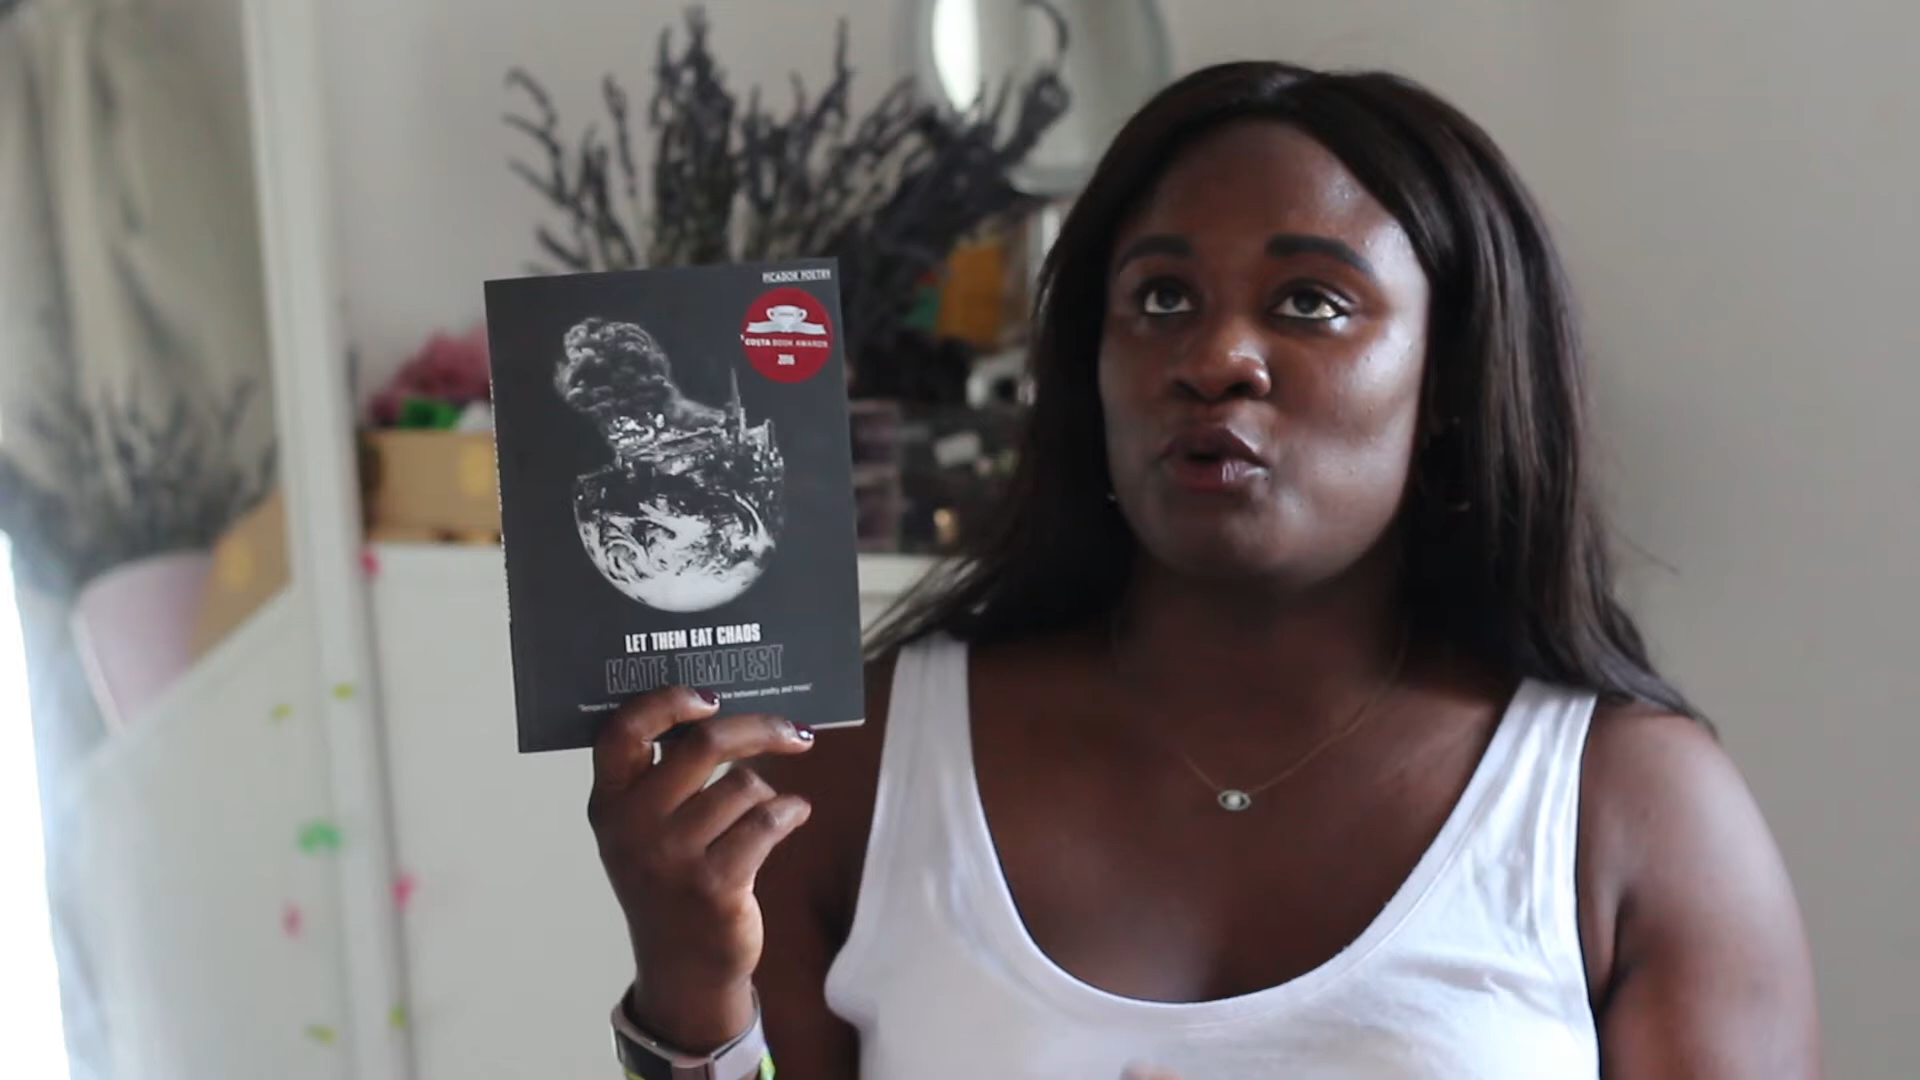 PICADOR POETRY
COSTA BOOK AWARDS
2016
LET THEM EAT CHAOS
KATE TEMPEST
'Tempest line between poetry and music'